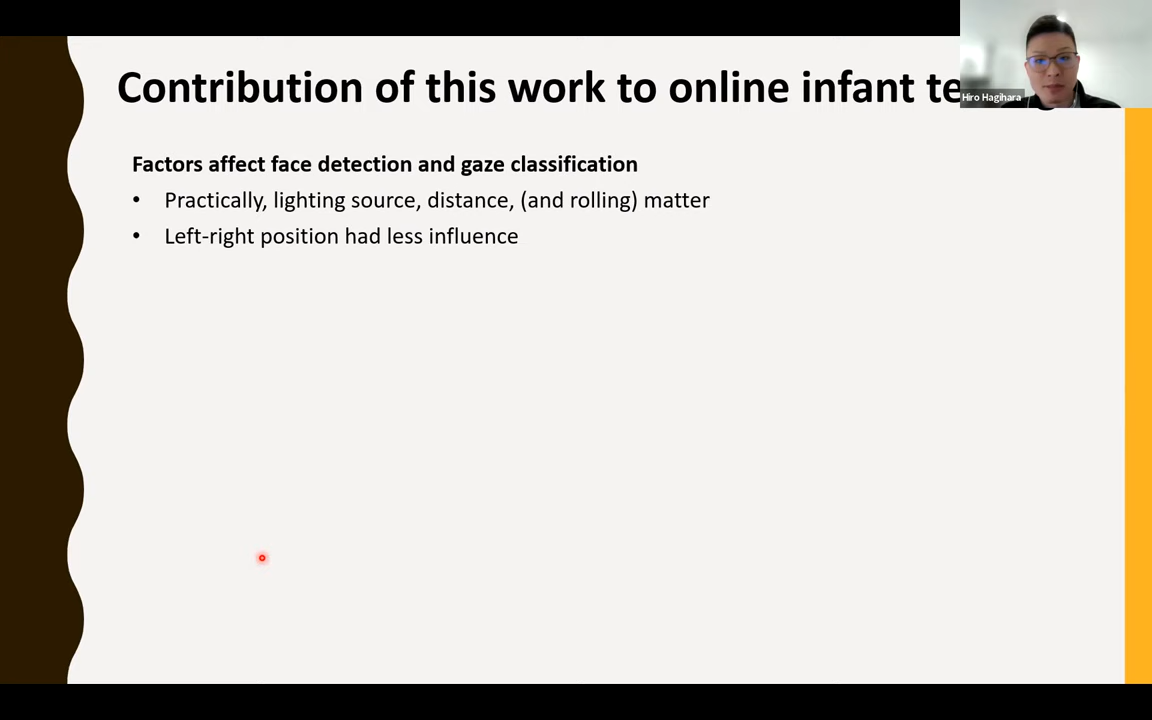 Contribution of this work to online infant te
Hiro Hagihara
Factors affect face detection and gaze classification
• Practically, lighting source, distance, (and rolling) matter
• Left-right position had less influence